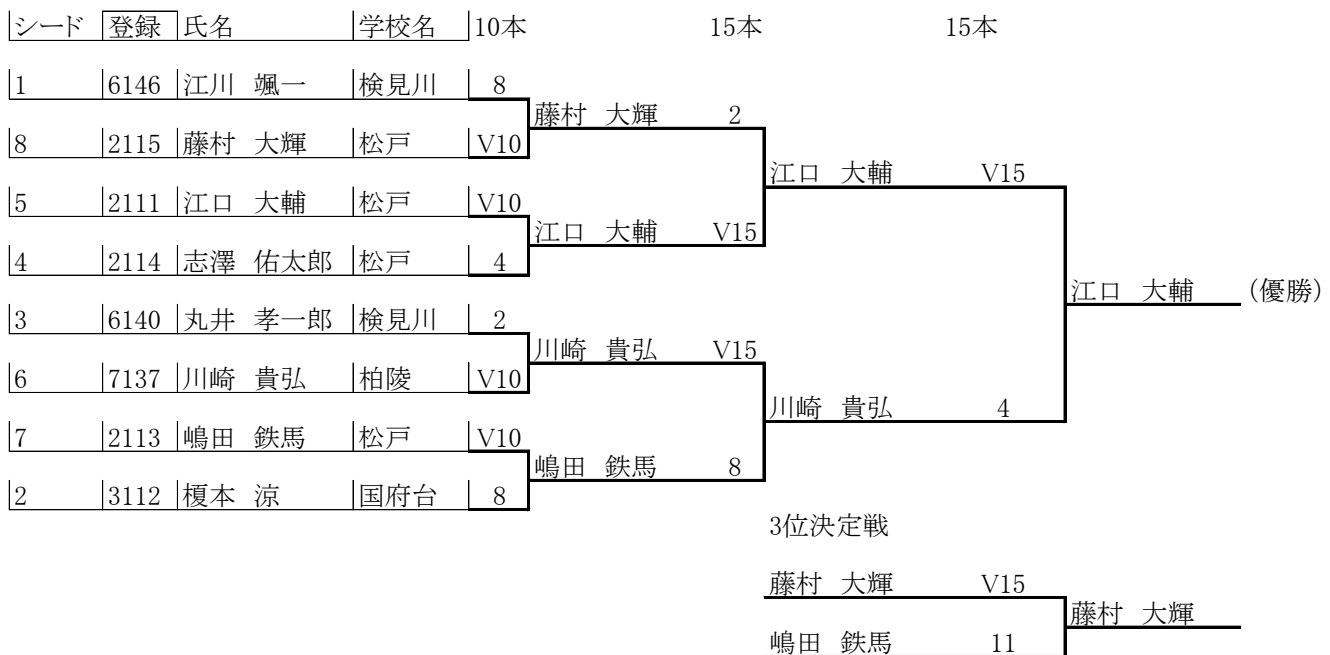 シード 登録 氏名 学校名 10本 15本 15本
1 6146 江川 颯一 検見川 8
藤村 大輝 2
8 2115 藤村 大輝 松戸 V10
江口 大輔 V15
5 2111 江口 大輔 松戸 V10
江口 大輔 V15
4 2114 志澤 佑太郎 松戸 4
江口 大輔 （優勝）
3 6140 丸井 孝一郎 検見川 2
川崎 貴弘 V15
6 7137 川崎 貴弘 柏陵 V10
川崎 貴弘 4
7 2113 嶋田 鉄馬 松戸 V10
嶋田 鉄馬 8
2 3112 榎本 涼 国府台 8
3位決定戦
藤村 大輝 V15
藤村 大輝
嶋田 鉄馬 11